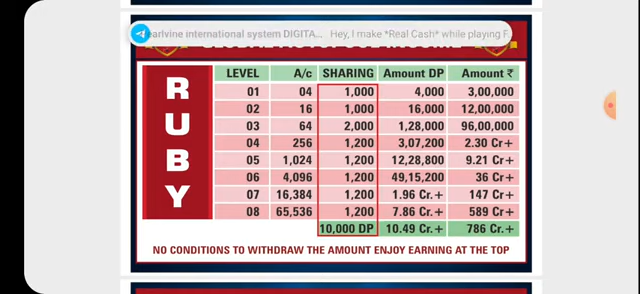 earlvine international system DIGITA... Hey, I make *Real Cash* while playing F.
RUBY
LEVEL A/c SHARING Amount DP Amount ₹
01 04 1,000 4,000 3,00,000
02 16 1,000 16,000 12,00,000
03 64 2,000 1,28,000 96,00,000
04 256 1,200 3,07,200 2.30 Cr+
05 1,024 1,200 12,28,800 9.21 Cr+
06 4,096 1,200 49,15,200 36 Cr+
07 16,384 1,200 1.96 Cr.+ 147 Cr+
08 65,536 1,200 7.86 Cr.+ 589 Cr+
10,000 DP 10.49 Cr.+ 786 Cr.+
NO CONDITIONS TO WITHDRAW THE AMOUNT ENJOY EARNING AT THE TOP